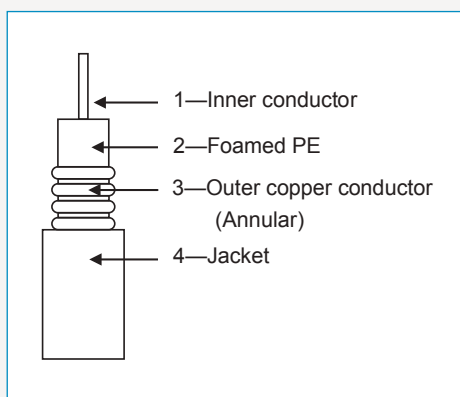 1—Inner conductor
2—Foamed PE
3—Outer copper conductor
(Annular)
4—Jacket